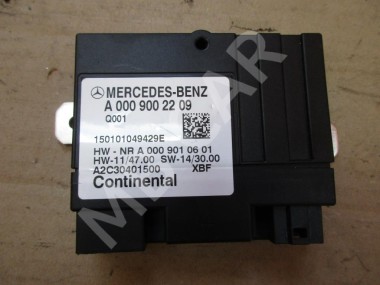 MERCEDES-BENZ
A 000 900 22 09
Q001
150101049429E
HW - NR A 000 901 06 01
HW-11/47.00 SW-14/30.00
A2C30401500 XBF
Continental